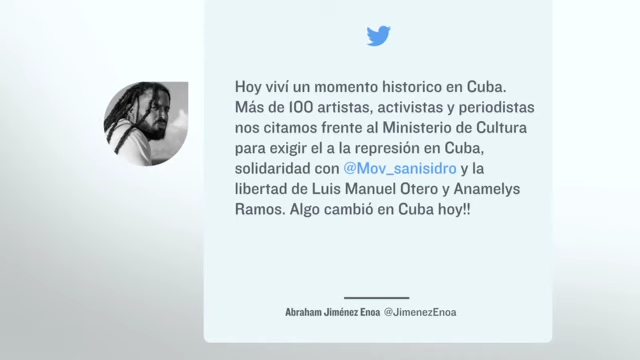 Hoy viví un momento historico en Cuba.
Más de 100 artistas, activistas y periodistas
nos citamos frente al Ministerio de Cultura
para exigir el a la represión en Cuba,
solidaridad con @Mov_sanisidro y la
libertad de Luis Manuel Otero y Anamelys
Ramos. Algo cambió en Cuba hoy!!
Abraham Jiménez Enoa @JimenezEnoa